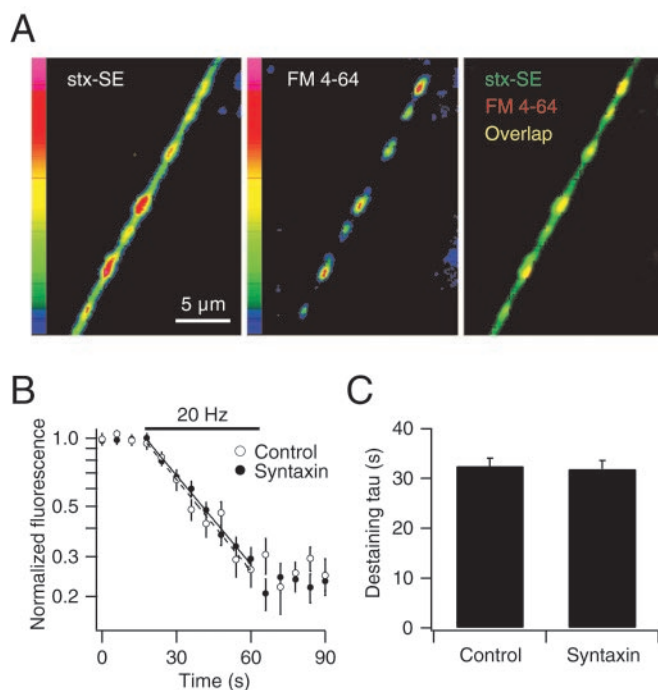 A
stx-SE
FM 4-64
stx-SE
FM 4-64
Overlap
5 µm
B
20 Hz
Control
Syntaxin
Normalized fluorescence
1.0
0.5
0.3
0.2
0
30
60
90
Time (s)
C
Destaining tau (s)
40
30
20
10
0
Control
Syntaxin